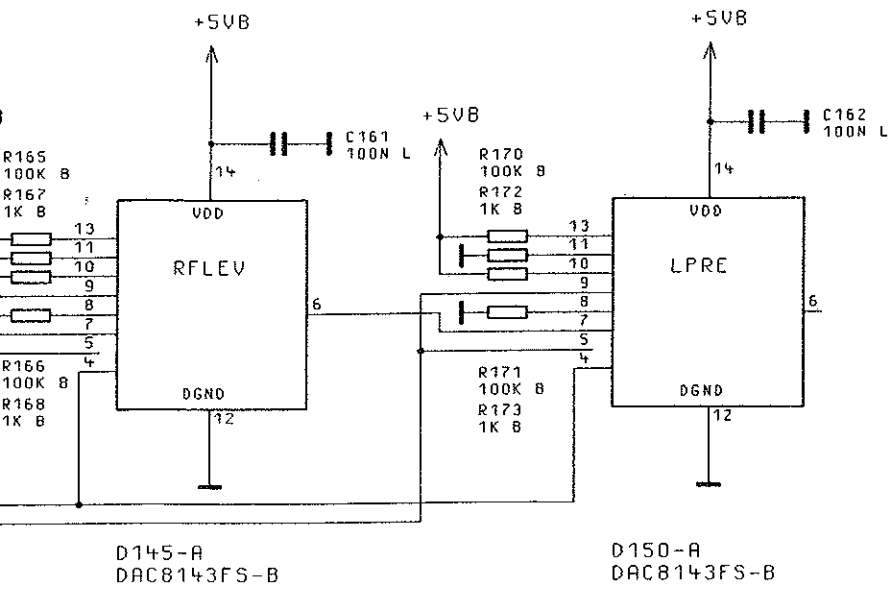 +5VB
C161
100N L
14
R165
100K B
R167
1K B
VDD
13
11
10
RFLEV
9
8
7
5
4
6
R166
100K B
R168
1K B
DGND
12
D145-A
DAC8143FS-B
+5VB
+5VB
C162
100N L
14
R170
100K B
R172
1K B
VDD
13
11
10
LPRE
9
8
7
5
4
6
R171
100K B
R173
1K B
DGND
12
D150-A
DAC8143FS-B